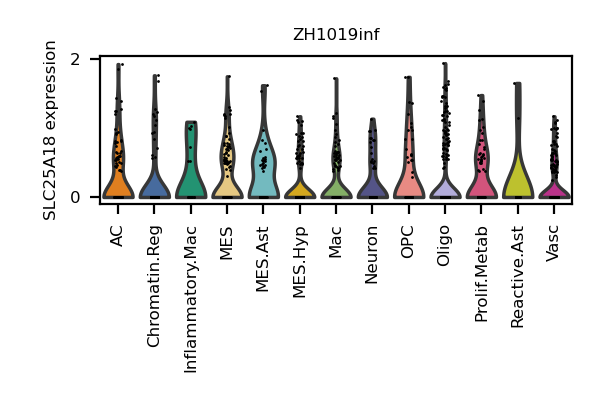 ZH1019inf
SLC25A18 expression
2
0
AC
Chromatin.Reg
Inflammatory.Mac
MES
MES.Ast
MES.Hyp
Mac
Neuron
OPC
Oligo
Prolif.Metab
Reactive.Ast
Vasc